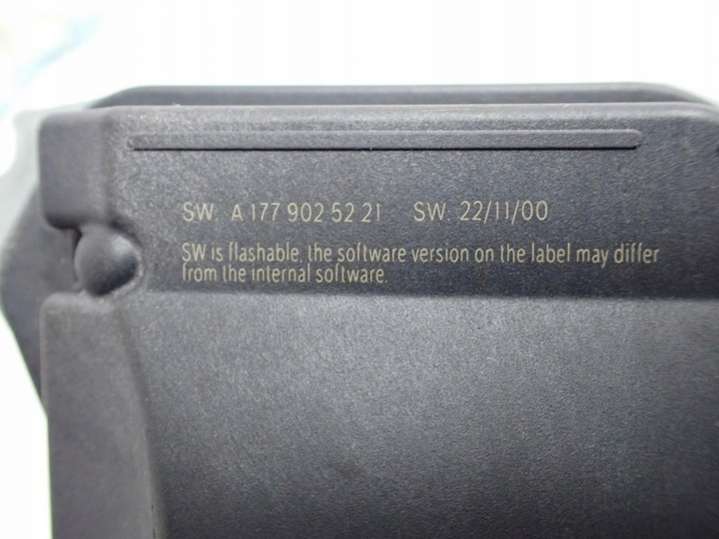 SW: A 177 902 52 21 SW: 22/11/00
SW is flashable, the software version on the label may differ
from the internal software.